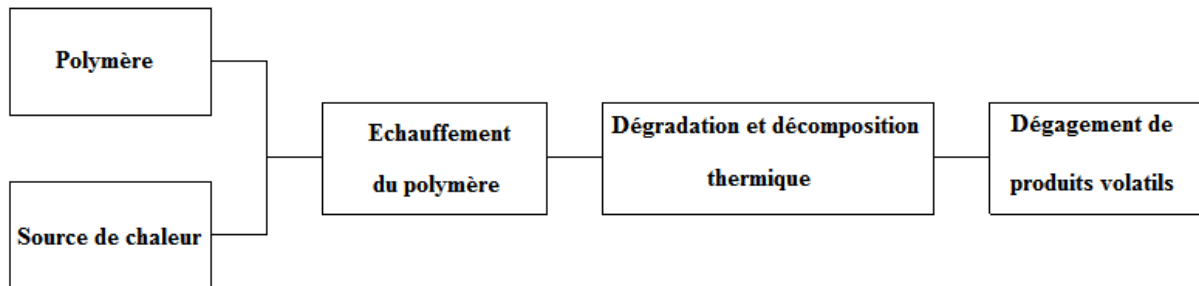 Polymère
Source de chaleur
Echauffement
du polymère
Dégradation et décomposition
thermique
Dégagement de
produits volatils